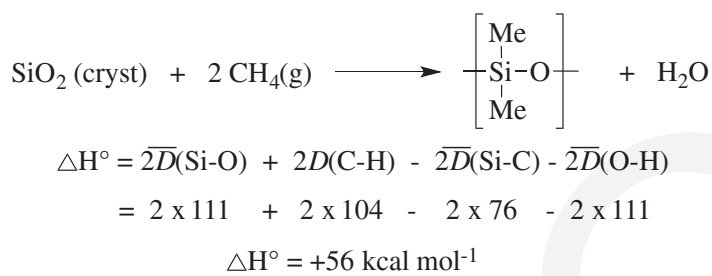 Me
SiO₂ (cryst) + 2 CH₄(g) ⟶ [-Si-O-] + H₂O
Me
△H° = 2D̅(Si-O) + 2D(C-H) - 2D̅(Si-C) - 2D̅(O-H)
= 2 x 111 + 2 x 104 - 2 x 76 - 2 x 111
△H° = +56 kcal mol⁻¹